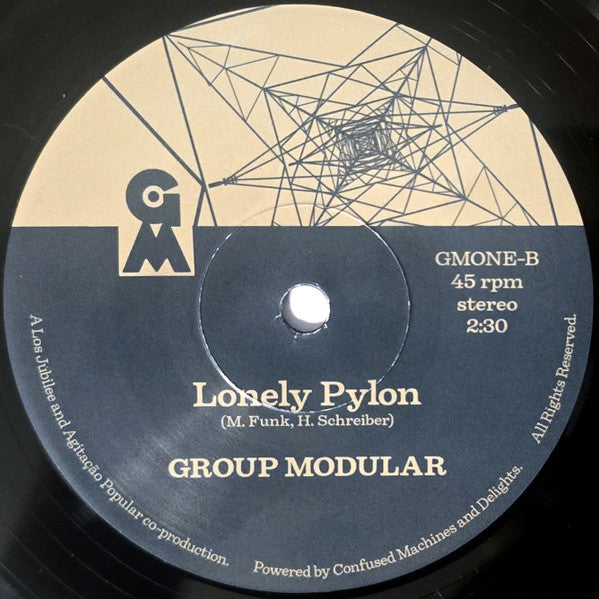 GM
GMONE-B
45 rpm
stereo
2:30
Lonely Pylon
(M. Funk, H. Schreiber)
GROUP MODULAR
A Los Jubilee and Agitação Popular co-production.
Powered by Confused Machines and Delights.
All Rights Reserved.